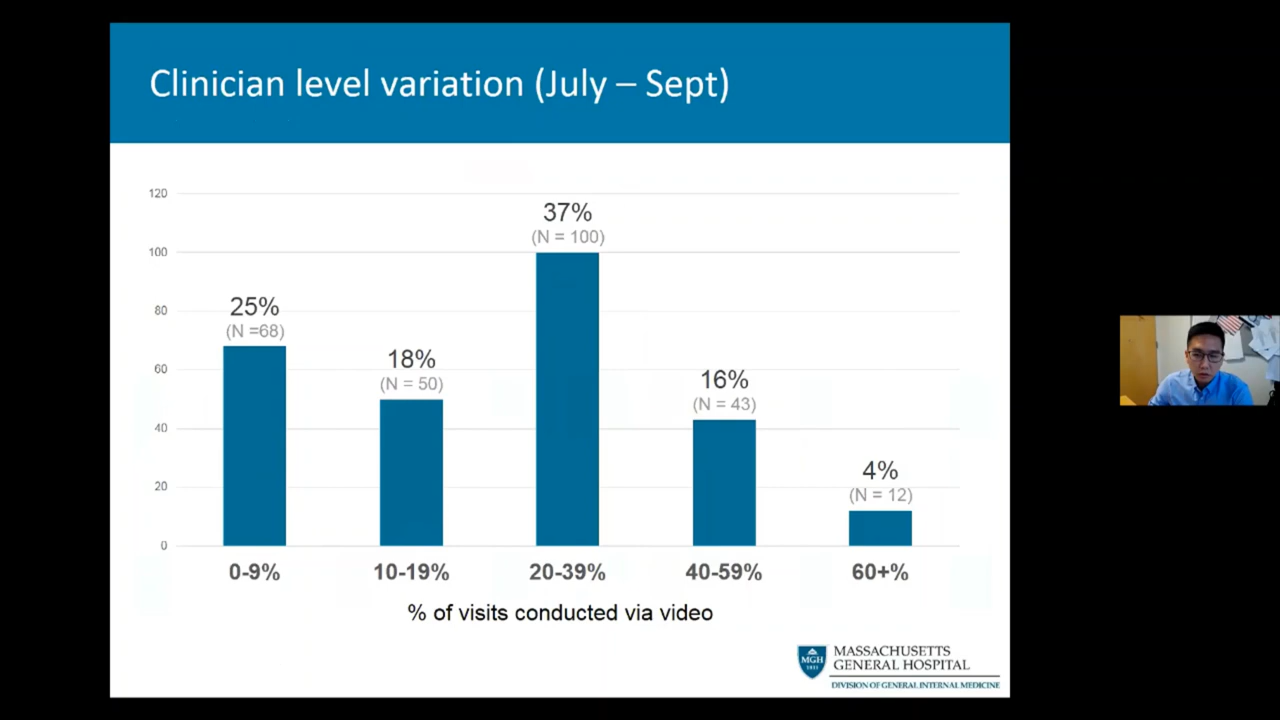 Clinician level variation (July – Sept)
120
100
80
60
40
20
0
25%
(N =68)
18%
(N = 50)
37%
(N = 100)
16%
(N = 43)
4%
(N = 12)
0-9%
10-19%
20-39%
40-59%
60+%
% of visits conducted via video
MGH
1811
MASSACHUSETTS
GENERAL HOSPITAL
DIVISION OF GENERAL INTERNAL MEDICINE